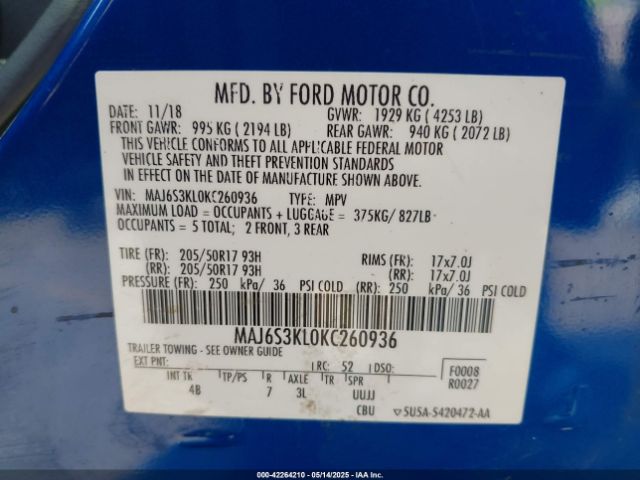 MFD. BY FORD MOTOR CO.
DATE: 11/18 GVWR: 1929 KG ( 4253 LB)
FRONT GAWR: 995 KG ( 2194 LB) REAR GAWR: 940 KG ( 2072 LB)
THIS VEHICLE CONFORMS TO ALL APPLICABLE FEDERAL MOTOR
VEHICLE SAFETY AND THEFT PREVENTION STANDARDS
IN EFFECT ON THE DATE OF MANUFACTURE SHOWN ABOVE.
VIN: MAJ6S3KL0KC260936 TYPE: MPV
MAXIMUM LOAD = OCCUPANTS + LUGGAGE = 375KG/ 827LB
OCCUPANTS = 5 TOTAL; 2 FRONT, 3 REAR
TIRE (FR): 205/50R17 93H RIMS (FR): 17x7.0J
(RR): 205/50R17 93H (RR): 17x7.0J
PRESSURE (FR): 250 kPa/ 36 PSI COLD (RR): 250 kPa/ 36 PSI COLD
MAJ6S3KL0KC260936
TRAILER TOWING - SEE OWNER GUIDE
EXT PNT: RC: 52 DSO: F0008
R0027
INT TK TP/PS R AXLE TR SPR
4B 7 3L UUJJ
CBU SU5A-S420472-AA
000-42264210 - 05/14/2025 - IAAI.com